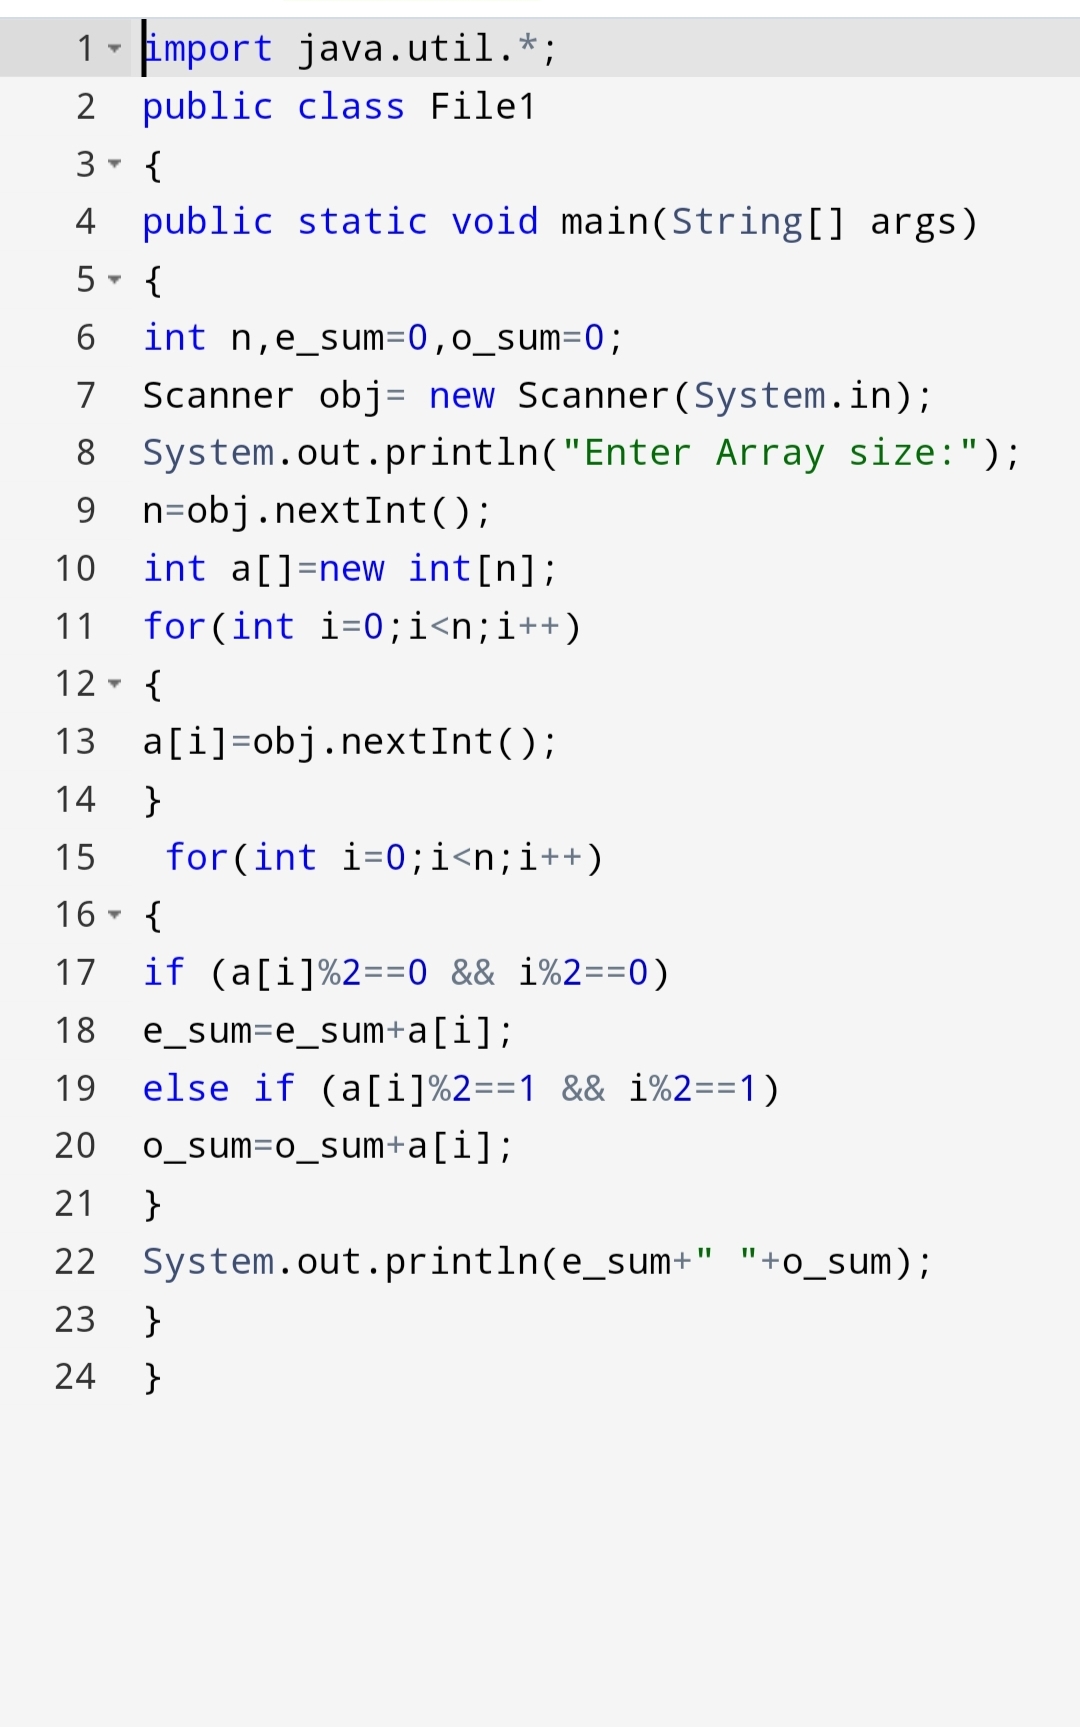 1 import java.util.*;
2 public class File1
3 {
4 public static void main(String[] args)
5 {
6 int n,e_sum=0,o_sum=0;
7 Scanner obj= new Scanner(System.in);
8 System.out.println("Enter Array size:");
9 n=obj.nextInt();
10 int a[]=new int[n];
11 for(int i=0;i<n;i++)
12 {
13 a[i]=obj.nextInt();
14 }
15  for(int i=0;i<n;i++)
16 {
17 if (a[i]%2==0 && i%2==0)
18 e_sum=e_sum+a[i];
19 else if (a[i]%2==1 && i%2==1)
20 o_sum=o_sum+a[i];
21 }
22 System.out.println(e_sum+" "+o_sum);
23 }
24 }